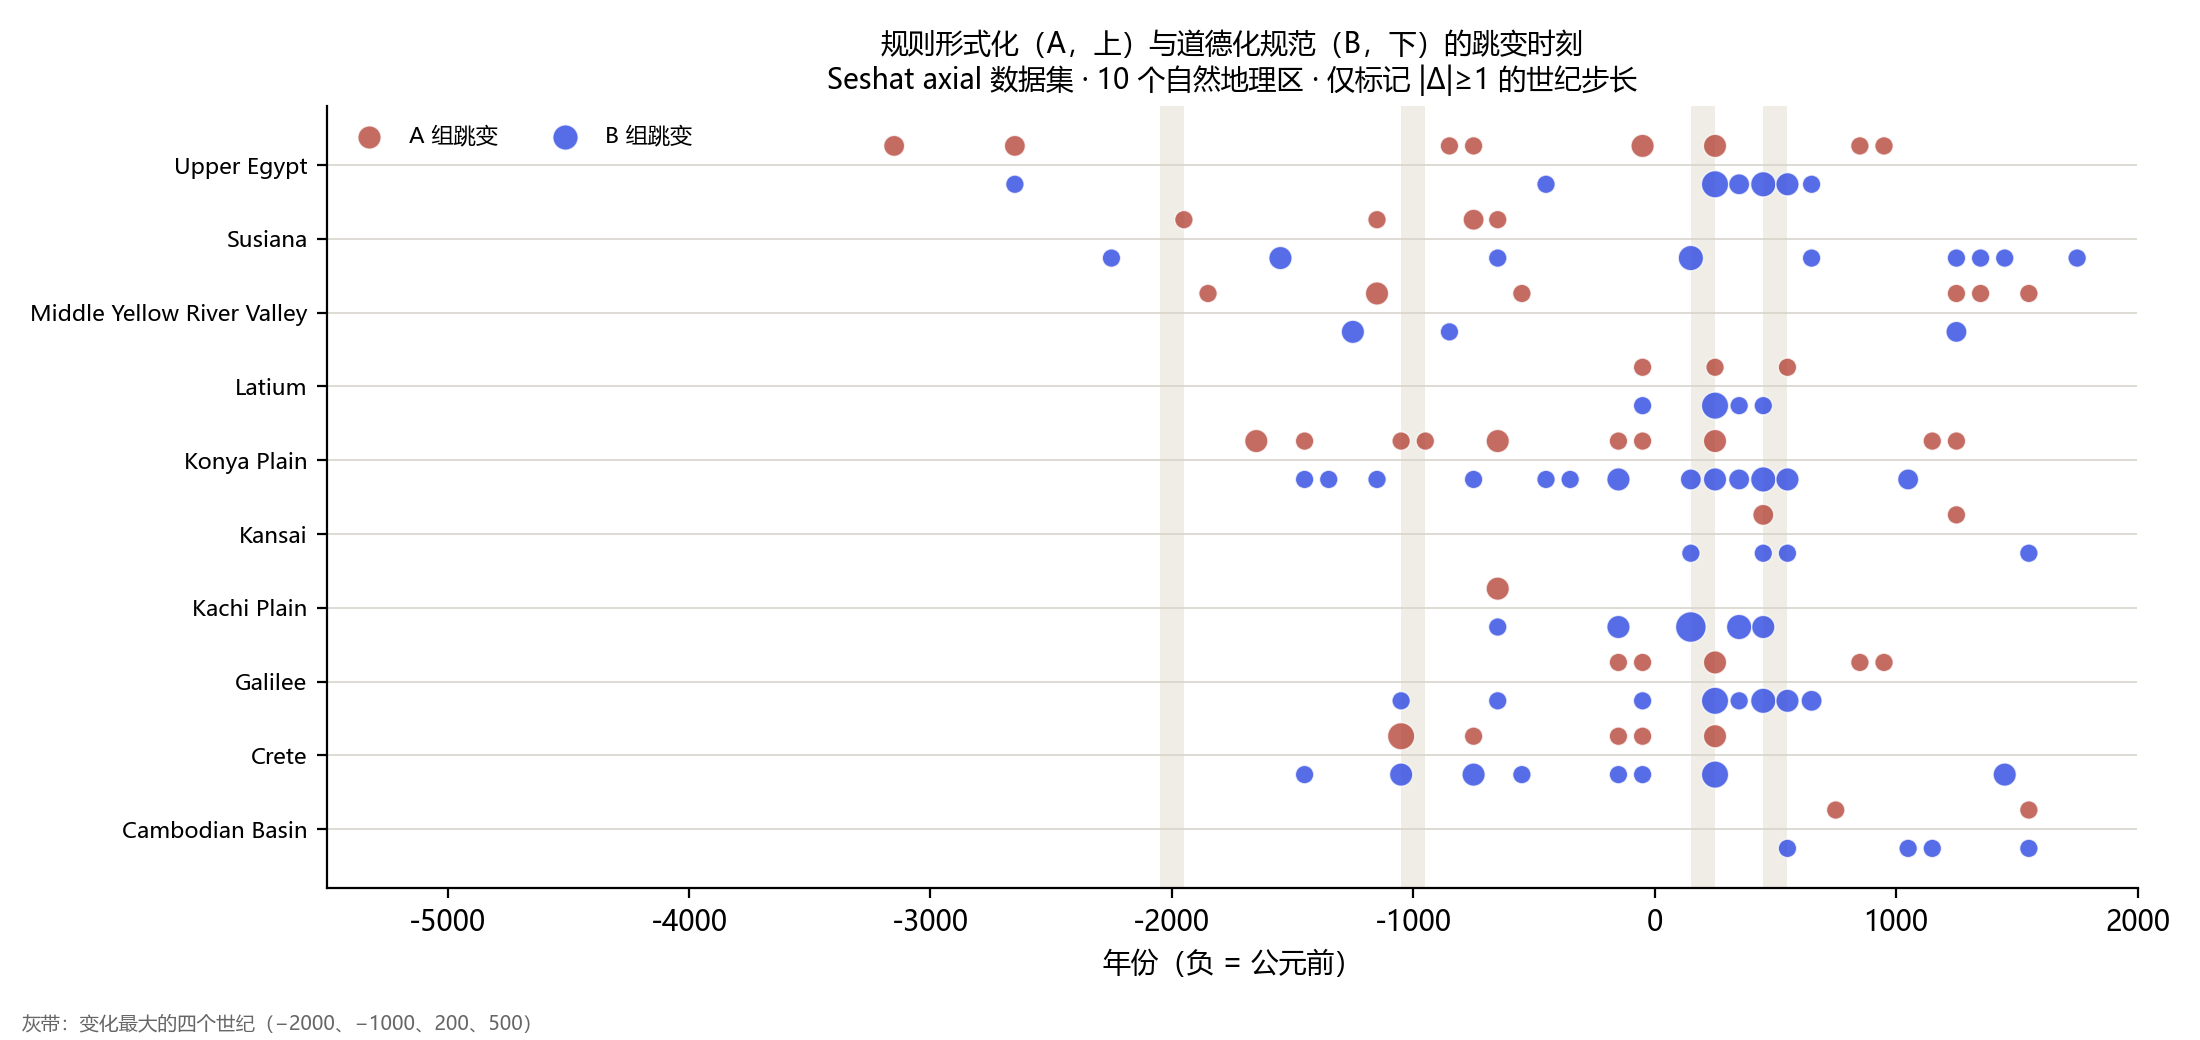 规则形式化（A，上）与道德化规范（B，下）的跳变时刻
Seshat axial 数据集 · 10 个自然地理区 · 仅标记 |Δ|≥1 的世纪步长
A 组跳变
B 组跳变
Upper Egypt
Susiana
Middle Yellow River Valley
Latium
Konya Plain
Kansai
Kachi Plain
Galilee
Crete
Cambodian Basin
-5000 -4000 -3000 -2000 -1000 0 1000 2000
年份（负 = 公元前）
灰带：变化最大的四个世纪（−2000、−1000、200、500）